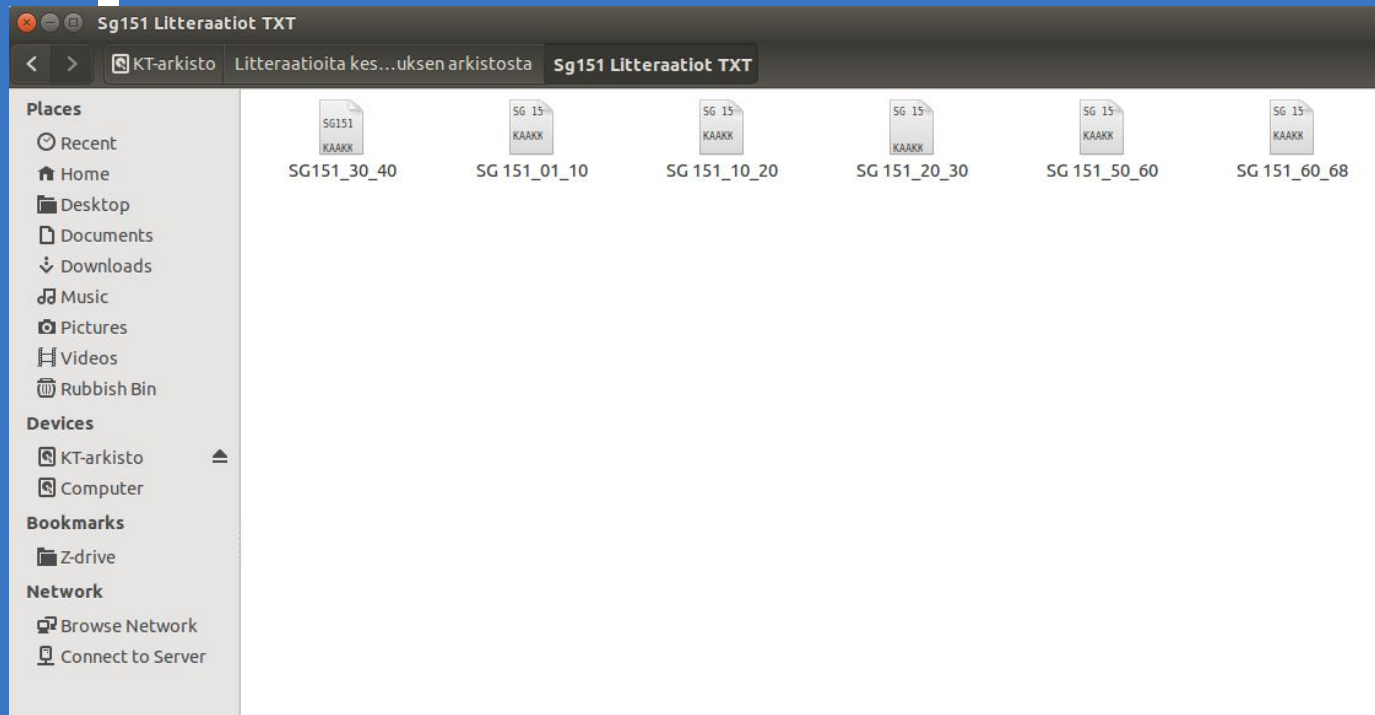 Sg151 Litteraatiot TXT
KT-arkisto Litteraatioita kes...uksen arkistosta Sg151 Litteraatiot TXT
Places
Recent
Home
Desktop
Documents
Downloads
Music
Pictures
Videos
Rubbish Bin
Devices
KT-arkisto
Computer
Bookmarks
Z-drive
Network
Browse Network
Connect to Server
SG151 SG 15 SG 15 SG 15 SG 15 SG 15
KAAKK KAAKK KAAKK KAAKK KAAKK KAAKK
SG151_30_40 SG 151_01_10 SG 151_10_20 SG 151_20_30 SG 151_50_60 SG 151_60_68